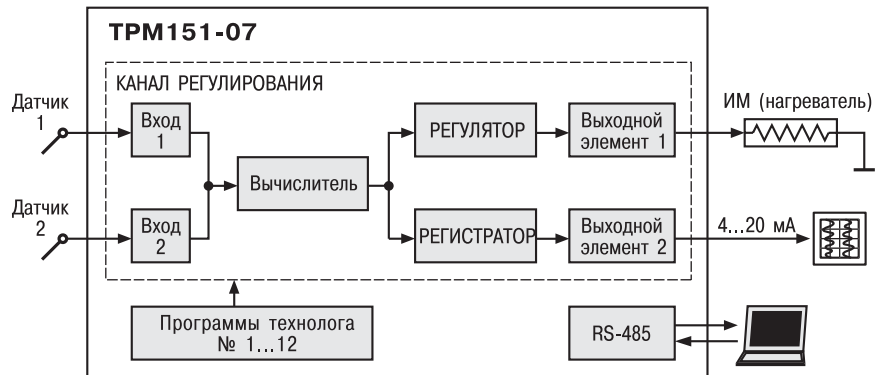 ТРМ151-07
КАНАЛ РЕГУЛИРОВАНИЯ
Датчик
1
Вход
1
Датчик
2
Вход
2
Вычислитель
РЕГУЛЯТОР
РЕГИСТРАТОР
Выходной
элемент 1
Выходной
элемент 2
ИМ (нагреватель)
4...20 мА
Программы технолога
№ 1...12
RS-485